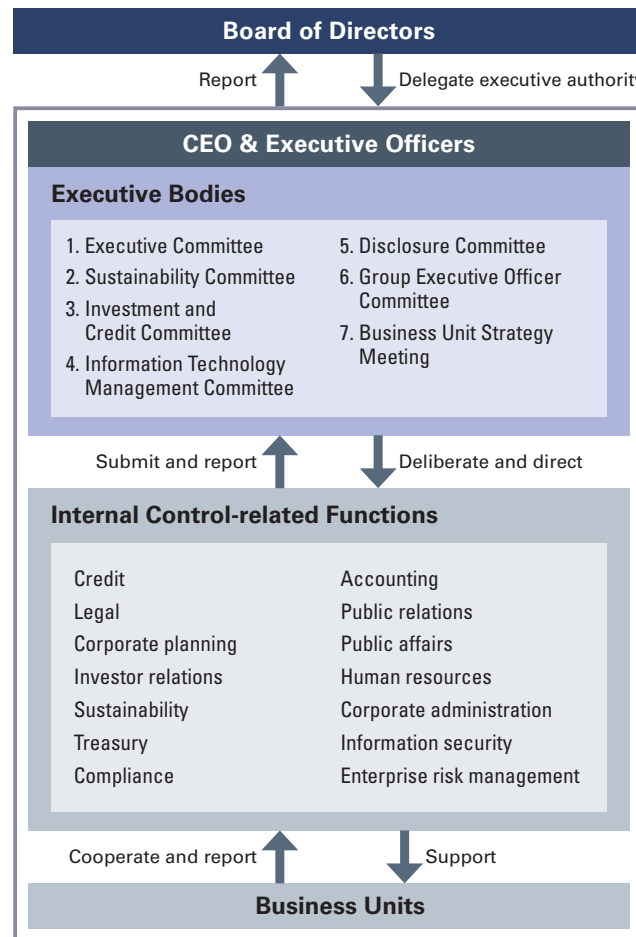 Board of Directors
Report
Delegate executive authority
CEO & Executive Officers
Executive Bodies
1. Executive Committee
2. Sustainability Committee
3. Investment and
Credit Committee
4. Information Technology
Management Committee
5. Disclosure Committee
6. Group Executive Officer
Committee
7. Business Unit Strategy
Meeting
Submit and report
Deliberate and direct
Internal Control-related Functions
Credit
Legal
Corporate planning
Investor relations
Sustainability
Treasury
Compliance
Accounting
Public relations
Public affairs
Human resources
Corporate administration
Information security
Enterprise risk management
Cooperate and report
Support
Business Units